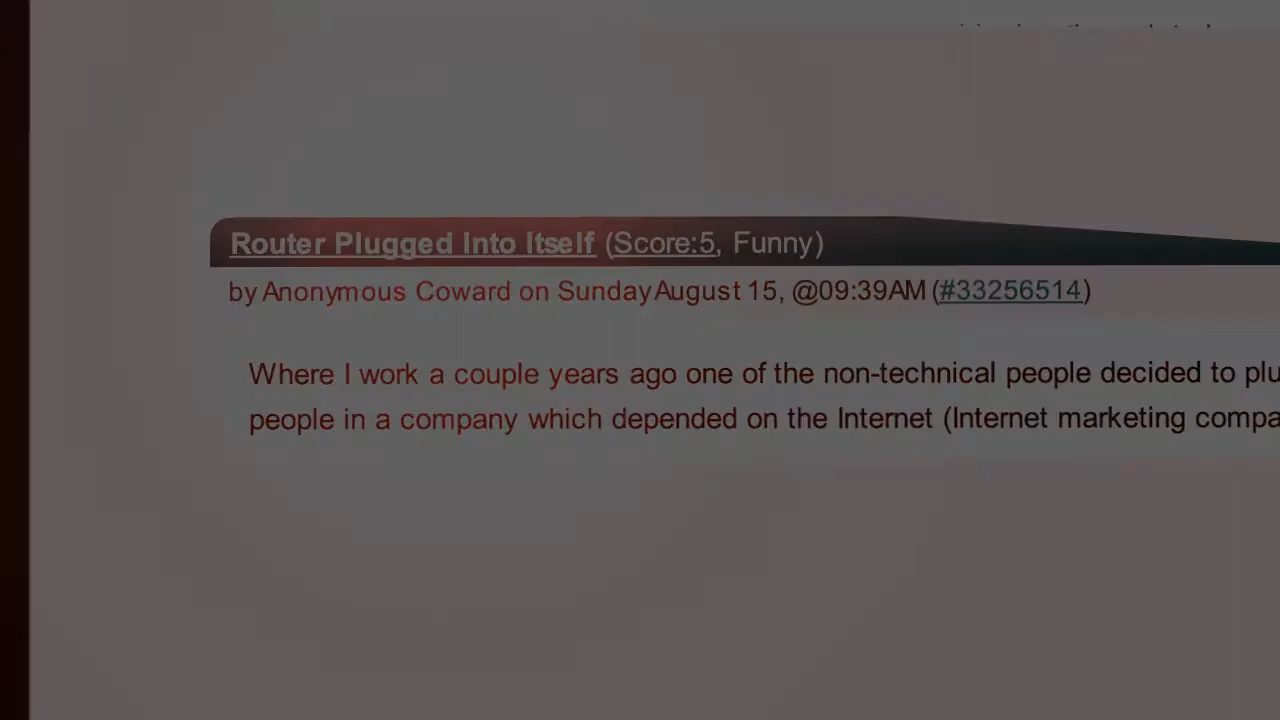 Router Plugged Into Itself (Score:5, Funny)
by Anonymous Coward on Sunday August 15, @09:39AM (#33256514)
Where I work a couple years ago one of the non-technical people decided to plu
people in a company which depended on the Internet (Internet marketing compa